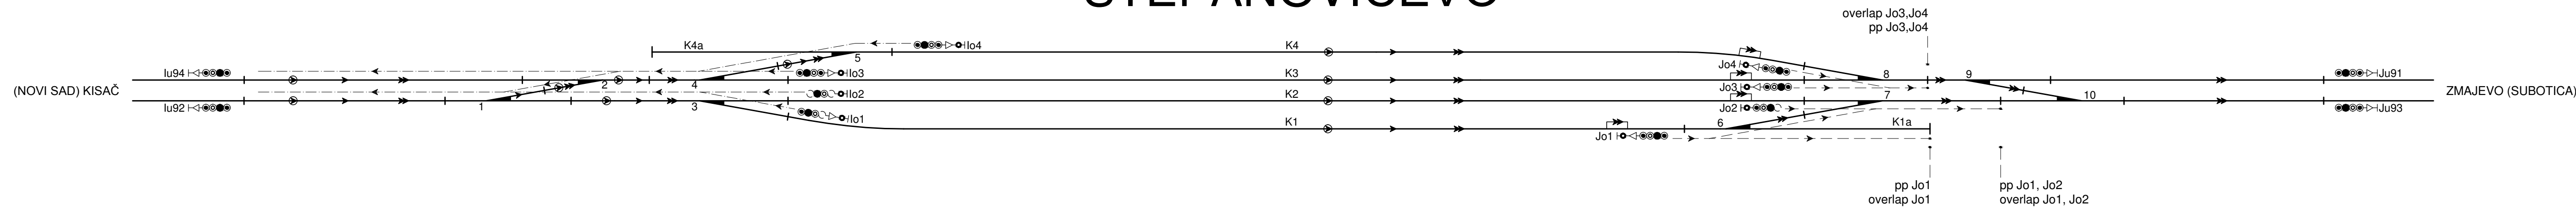 overlap Jo3,Jo4
pp Jo3,Jo4
K4a
Io4
K4
5
Iu94
Io3
K3
Jo4
8
9
Ju91
(NOVI SAD) KISAČ
2
4
Jo3
ZMAJEVO (SUBOTICA)
Iu92
1
3
Io2
K2
Jo2
7
10
Ju93
Io1
K1
Jo1
6
K1a
pp Jo1
overlap Jo1
pp Jo1, Jo2
overlap Jo1, Jo2